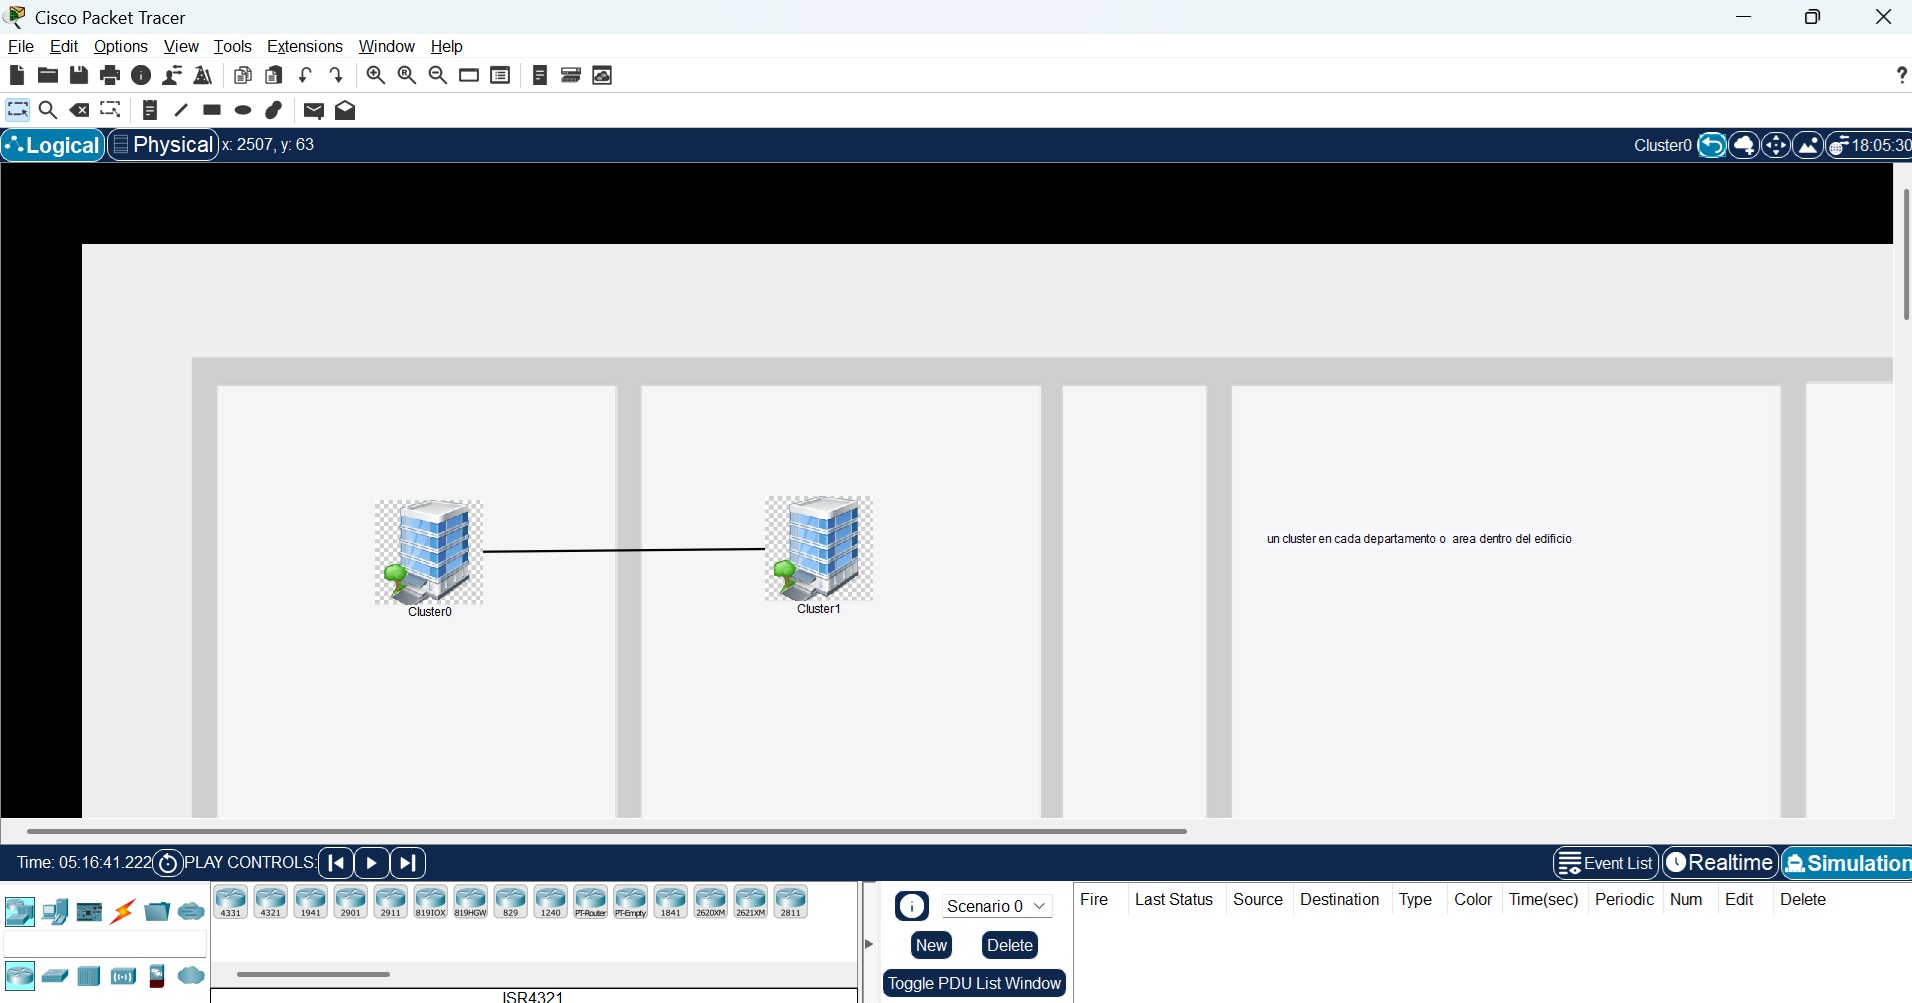 Cisco Packet Tracer
File Edit Options View Tools Extensions Window Help
?
Logical Physical x: 2507, y: 63 Cluster0 18:05:30
un cluster en cada departamento o area dentro del edificio
Cluster0 Cluster1
Time: 05:16:41.222 PLAY CONTROLS: Event List Realtime Simulation
4331 4321 1941 2901 2911 819IOX 819HGW 829 1240 PT-Router PT-Empty 1841 2620XM 2621XM 2811
Scenario 0
New Delete
Toggle PDU List Window
Fire Last Status Source Destination Type Color Time(sec) Periodic Num Edit Delete
ISR4321